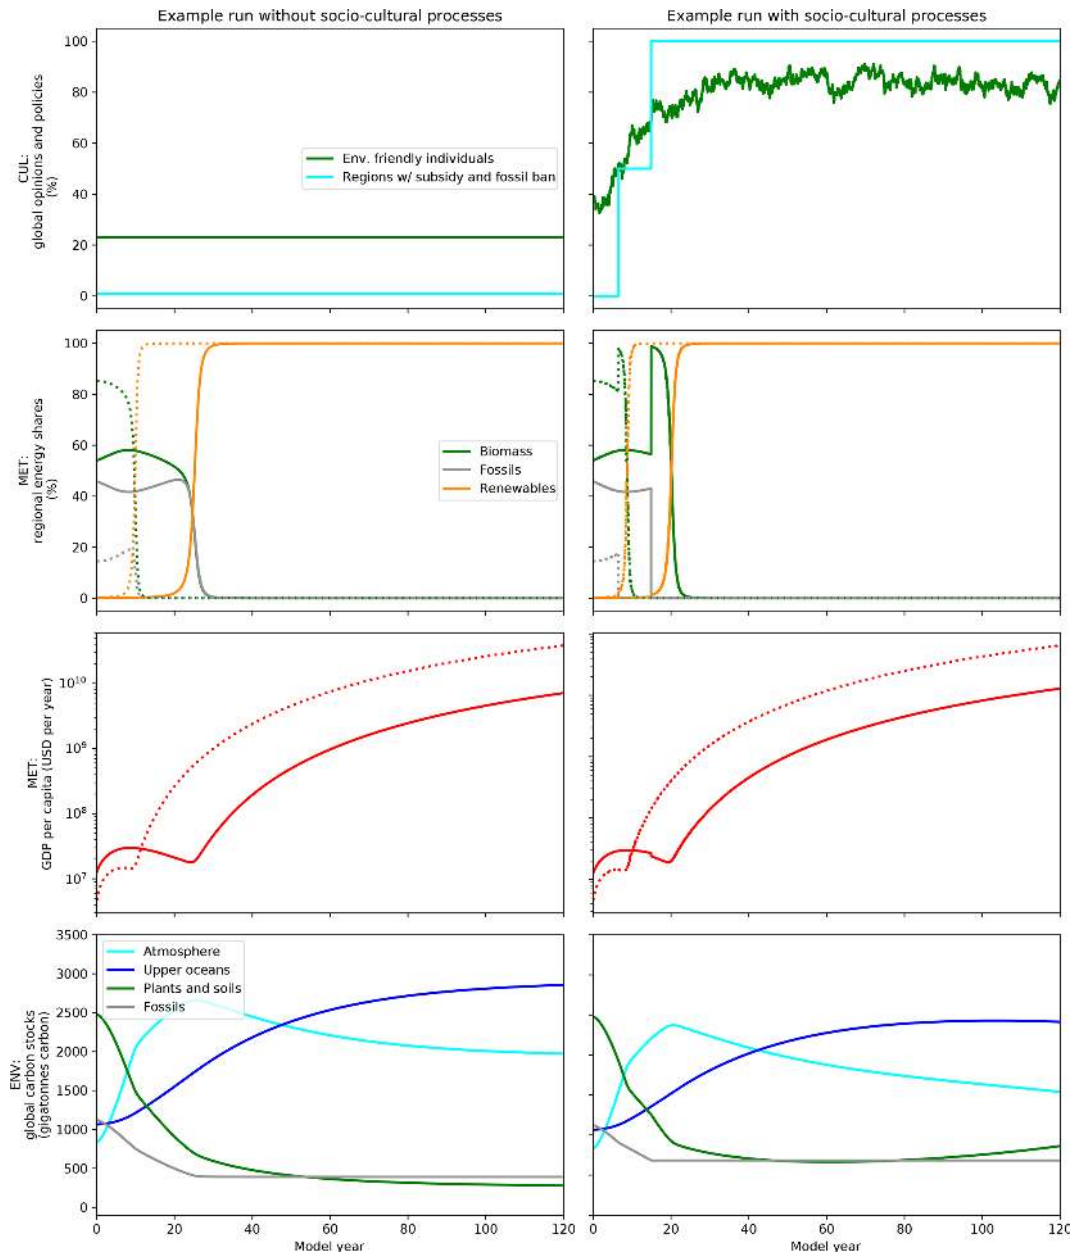 Example run without socio-cultural processes
Example run with socio-cultural processes
CUL:
global opinions and policies
(%)
100
80
60
40
20
0
Env. friendly individuals
Regions w/ subsidy and fossil ban
MET:
regional energy shares
(%)
100
80
60
40
20
0
Biomass
Fossils
Renewables
MET:
GDP per capita (USD per year)
10¹⁰
10⁹
10⁸
10⁷
ENV:
global carbon stocks
(gigatonnes carbon)
3500
3000
2500
2000
1500
1000
500
0
Atmosphere
Upper oceans
Plants and soils
Fossils
0 20 40 60 80 100 120
0 20 40 60 80 100 120
Model year
Model year